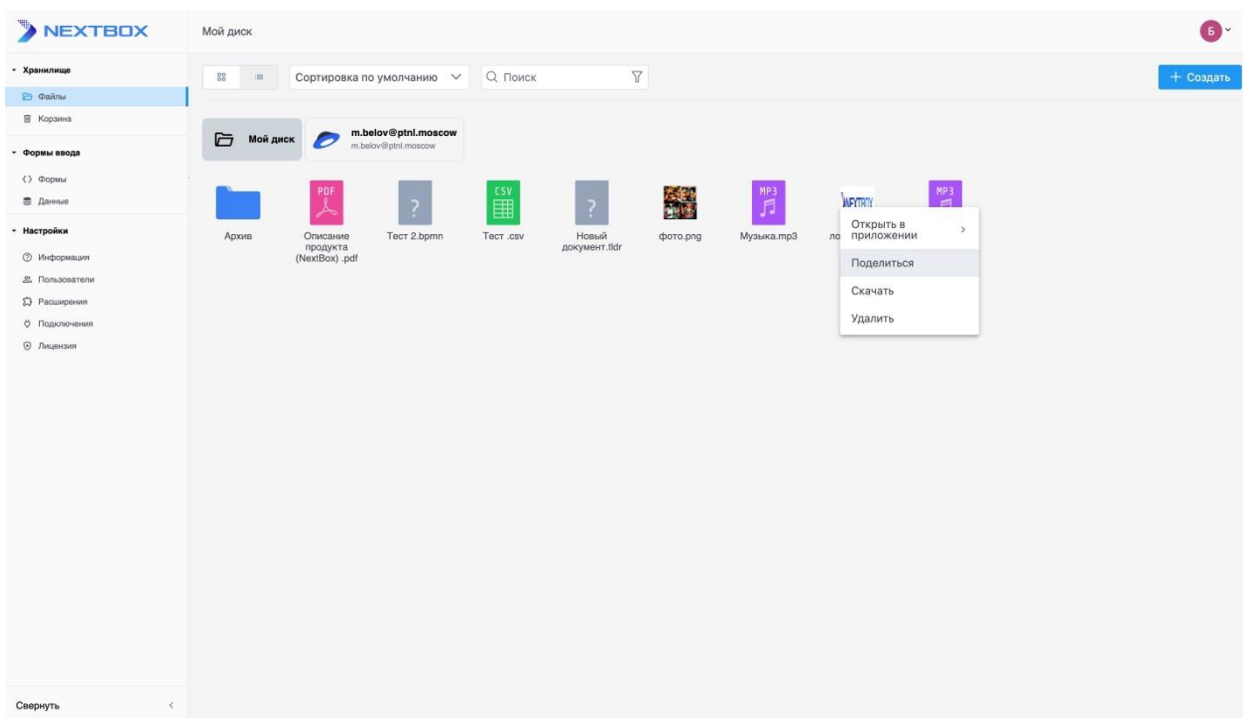 NEXTBOX
Мой диск
Б
Хранилище
Файлы
Корзина
Формы ввода
Формы
Данные
Настройки
Информация
Пользователи
Расширения
Подключения
Лицензия
Свернуть
Сортировка по умолчанию
Поиск
+ Создать
Мой диск
m.belov@ptnl.moscow
m.belov@ptnl.moscow
PDF
?
CSV
?
MP3
MP3
Архив
Описание
продукта
(NextBox) .pdf
Тест 2.bpmn
Тест .csv
Новый
документ.tldr
фото.png
Музыка.mp3
Открыть в
приложении
Поделиться
Скачать
Удалить